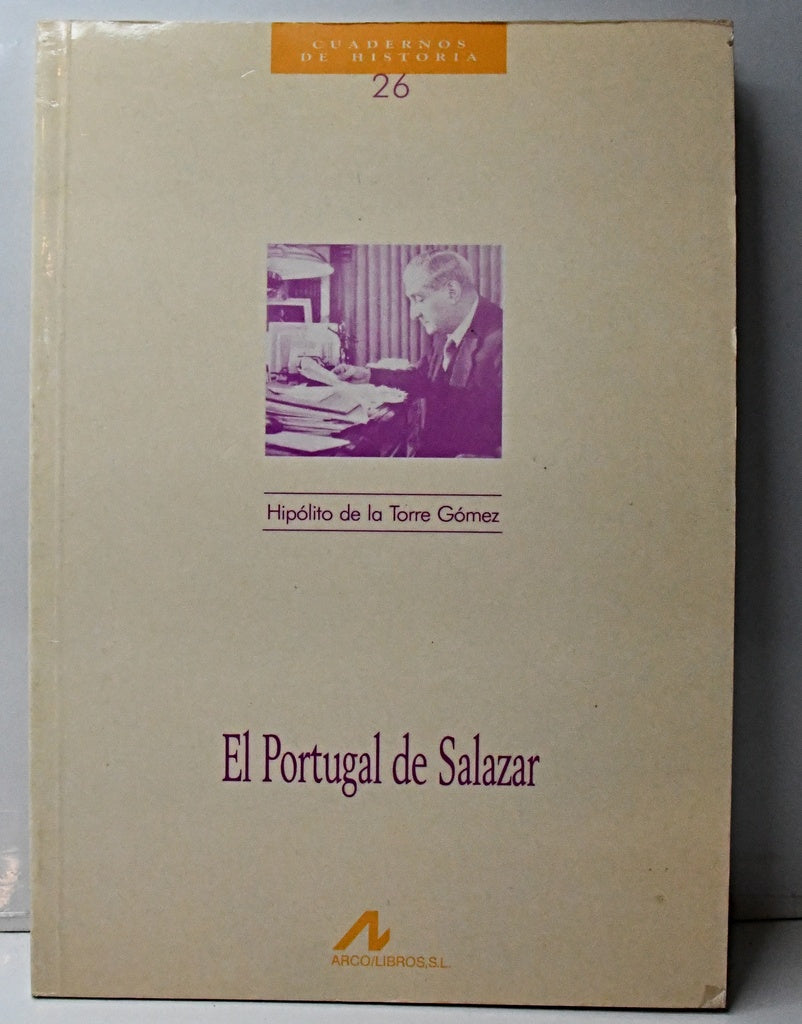 CUADERNOS
DE HISTORIA
26
Hipólito de la Torre Gómez
El Portugal de Salazar
ARCO/LIBROS,S.L.